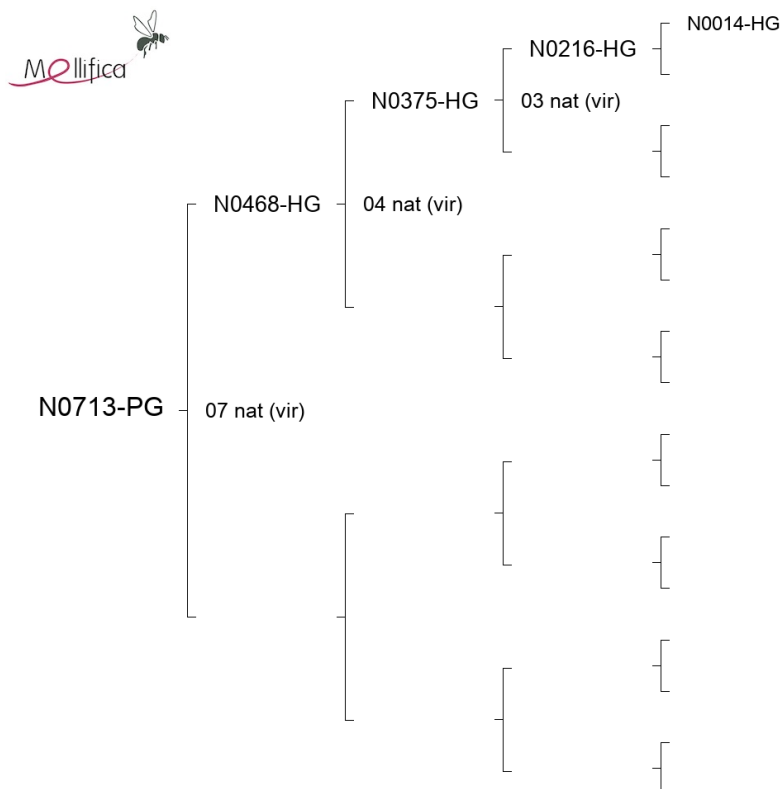 Mellifica
N0014-HG
N0216-HG
N0375-HG
03 nat (vir)
N0468-HG
04 nat (vir)
N0713-PG
07 nat (vir)